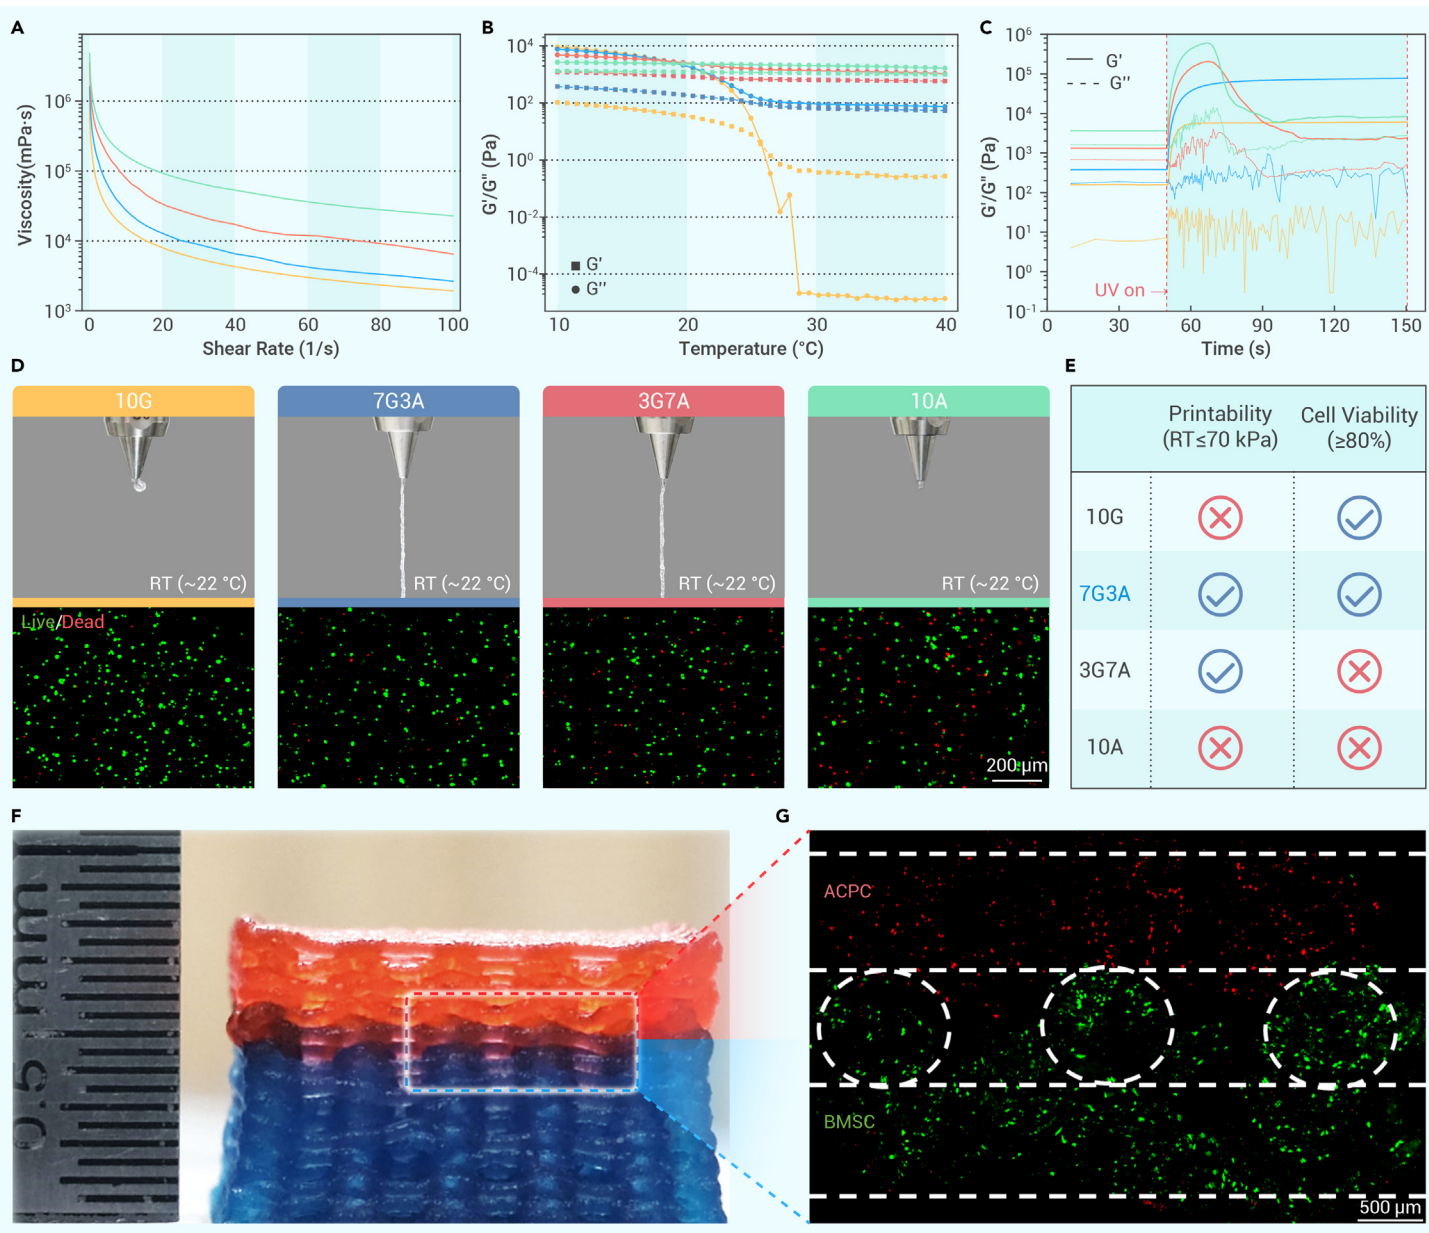 A
Viscosity(mPa·s)
10⁶
10⁵
10⁴
10³
0 20 40 60 80 100
Shear Rate (1/s)
B
G'/G'' (Pa)
10⁴
10²
10⁰
10⁻²
10⁻⁴
G'
G''
10 20 30 40
Temperature (°C)
C
G'/G'' (Pa)
10⁶
10⁵
10⁴
10³
10²
10¹
10⁰
10⁻¹
G'
G''
UV on
0 30 60 90 120 150
Time (s)
D
10G
7G3A
3G7A
10A
RT (~22 °C)
RT (~22 °C)
RT (~22 °C)
RT (~22 °C)
Live/Dead
200 µm
E
Printability
(RT≤70 kPa)
Cell Viability
(≥80%)
10G
7G3A
3G7A
10A
F
0.5 mm
G
ACPC
BMSC
500 µm